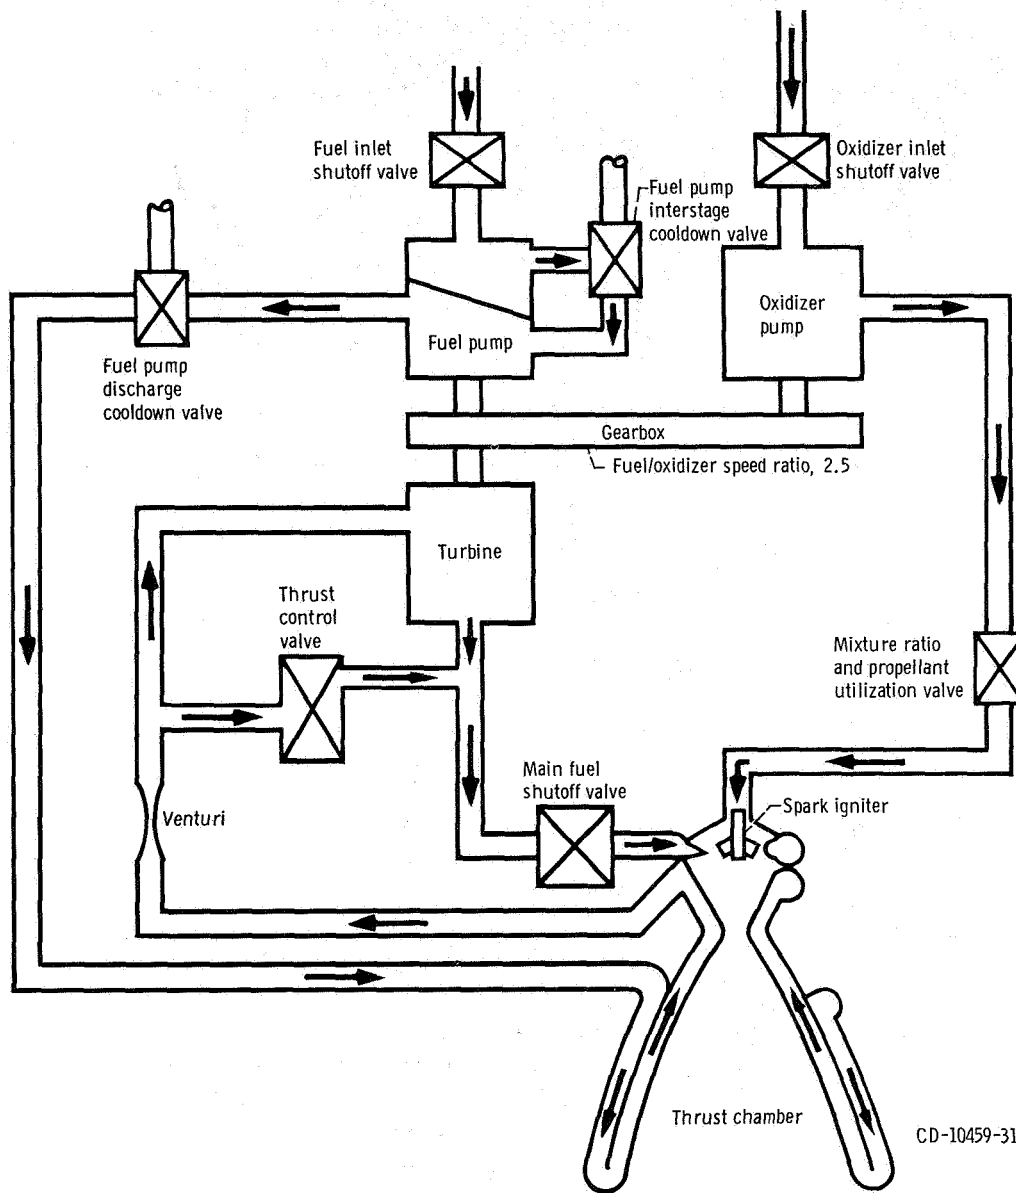 Fuel inlet
shutoff valve
Oxidizer inlet
shutoff valve
Fuel pump
interstage
cooldown valve
Oxidizer
pump
Fuel pump
Fuel pump
discharge
cooldown
valve
Gearbox
Fuel/oxidizer speed ratio, 2.5
Turbine
Thrust
control
valve
Mixture ratio
and propellant
utilization valve
Main fuel
shutoff valve
Spark igniter
Venturi
Thrust chamber
CD-10459-31